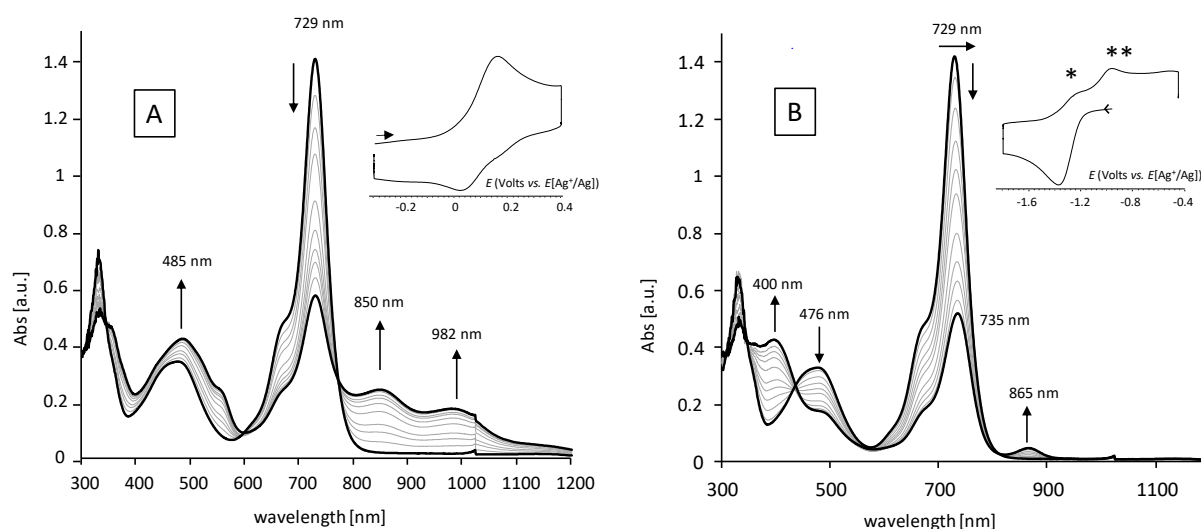 729 nm
A
1.4
1.2
1
0.8
0.6
0.4
0.2
0
Abs [a.u.]
485 nm
850 nm
982 nm
E (Volts vs. E[Ag⁺/Ag])
-0.2 0 0.2 0.4
300 400 500 600 700 800 900 1000 1100 1200
wavelength [nm]
729 nm
B
* **
1.4
1.2
1
0.8
0.6
0.4
0.2
0
Abs [a.u.]
400 nm
476 nm
735 nm
865 nm
E (Volts vs. E[Ag⁺/Ag])
-1.6 -1.2 -0.8 -0.4
300 500 700 900 1100
wavelength [nm]